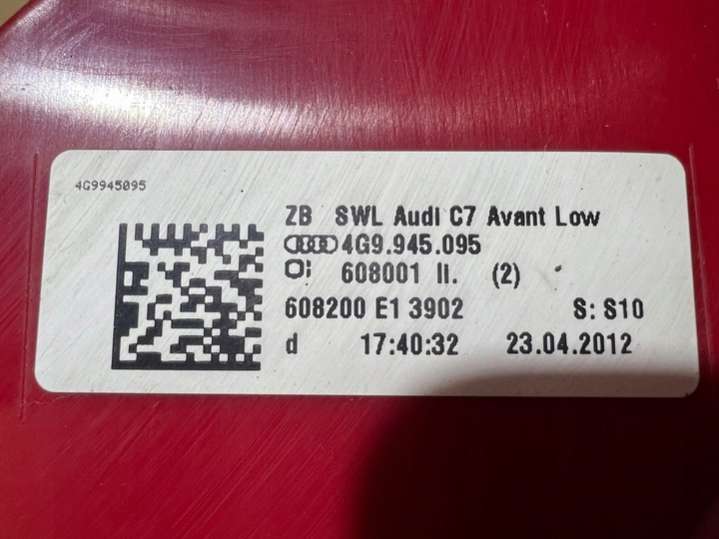 4G9945095
ZB SWL Audi C7 Avant Low
4G9.945.095
608001 II. (2)
608200 E1 3902 S: S10
d 17:40:32 23.04.2012